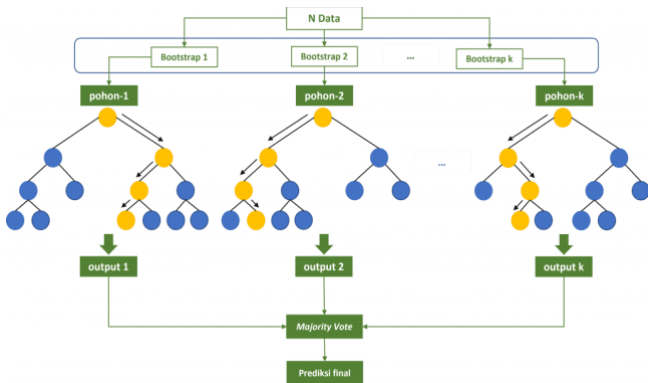 N Data
Bootstrap 1
Bootstrap 2
...
Bootstrap k
pohon-1
pohon-2
pohon-k
...
output 1
output 2
output k
Majority Vote
Prediksi final